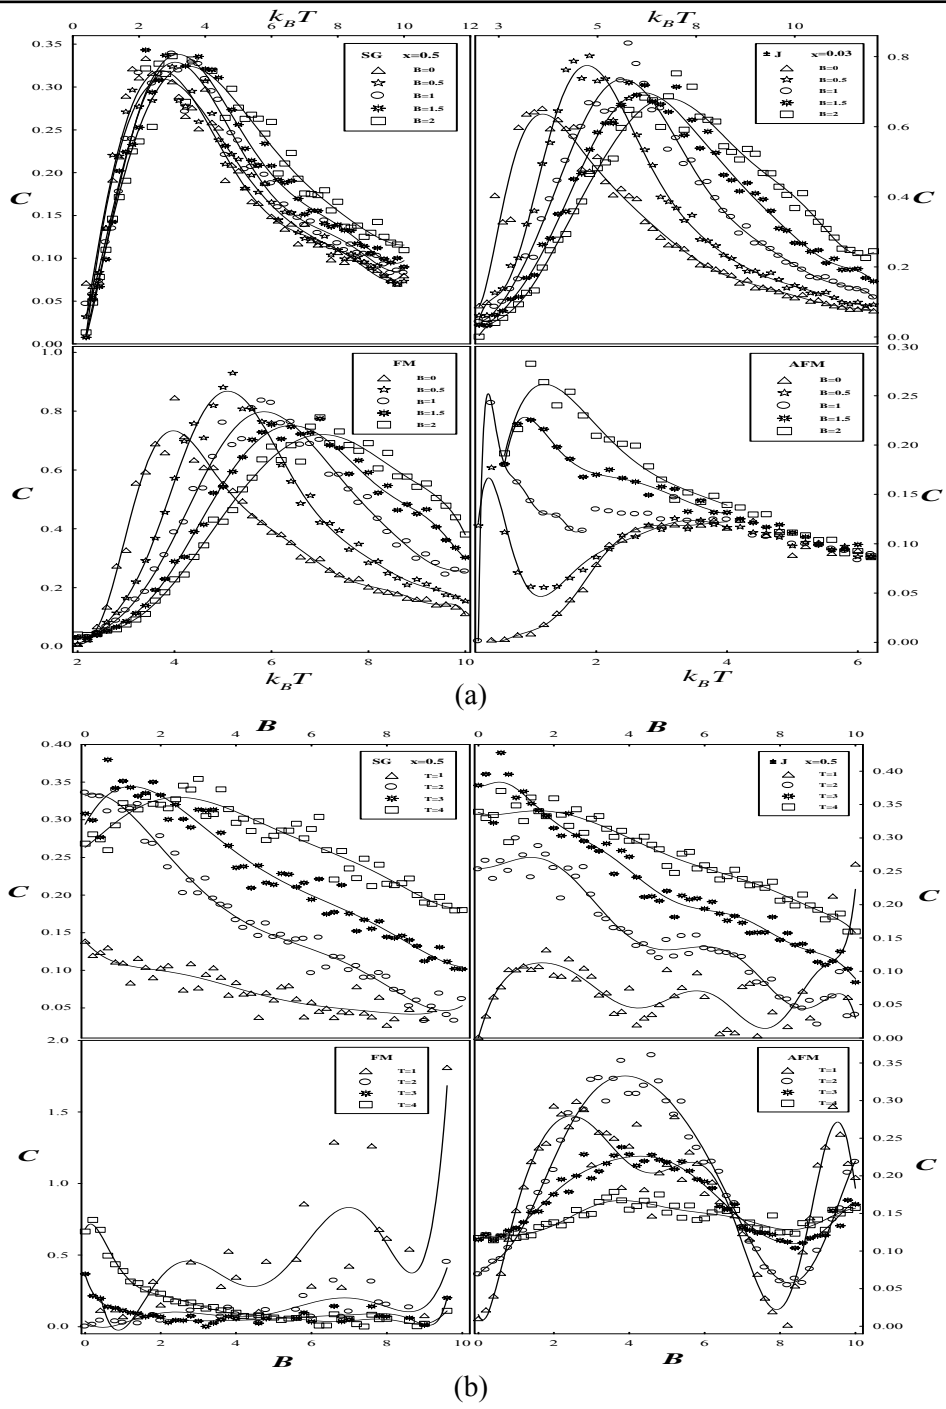 k_B T k_B T
0 2 4 6 8 10 12 3 5 10
SG x=0.5
B=0
B=0.5
B=1
B=1.5
B=2
± J x=0.03
B=0
B=0.5
B=1
B=1.5
B=2
0.35
0.30
0.25
0.20
0.15
0.10
0.05
0.00
C
0.8
0.6
0.4
0.2
0.0
C
FM
B=0
B=0.5
B=1
B=1.5
B=2
AFM
B=0
B=0.5
B=1
B=1.5
B=2
1.0
0.8
0.6
0.4
0.2
0.0
C
0.30
0.25
0.20
0.15
0.10
0.05
0.00
C
2 4 6 8 10 2 4 6
k_B T k_B T
(a)
B B
0 2 4 6 8 0 2 4 6 8 10
SG x=0.5
T=1
T=2
T=3
T=4
± J x=0.5
T=1
T=2
T=3
T=4
0.40
0.35
0.30
0.25
0.20
0.15
0.10
0.05
C
0.40
0.35
0.30
0.25
0.20
0.15
0.10
0.05
0.00
C
FM
T=1
T=2
T=3
T=4
AFM
T=1
T=2
T=3
T=4
2.0
1.5
1.0
0.5
0.0
C
0.35
0.30
0.25
0.20
0.15
0.10
0.05
0.00
C
0 2 4 6 8 10 0 2 4 6 8 10
B B
(b)